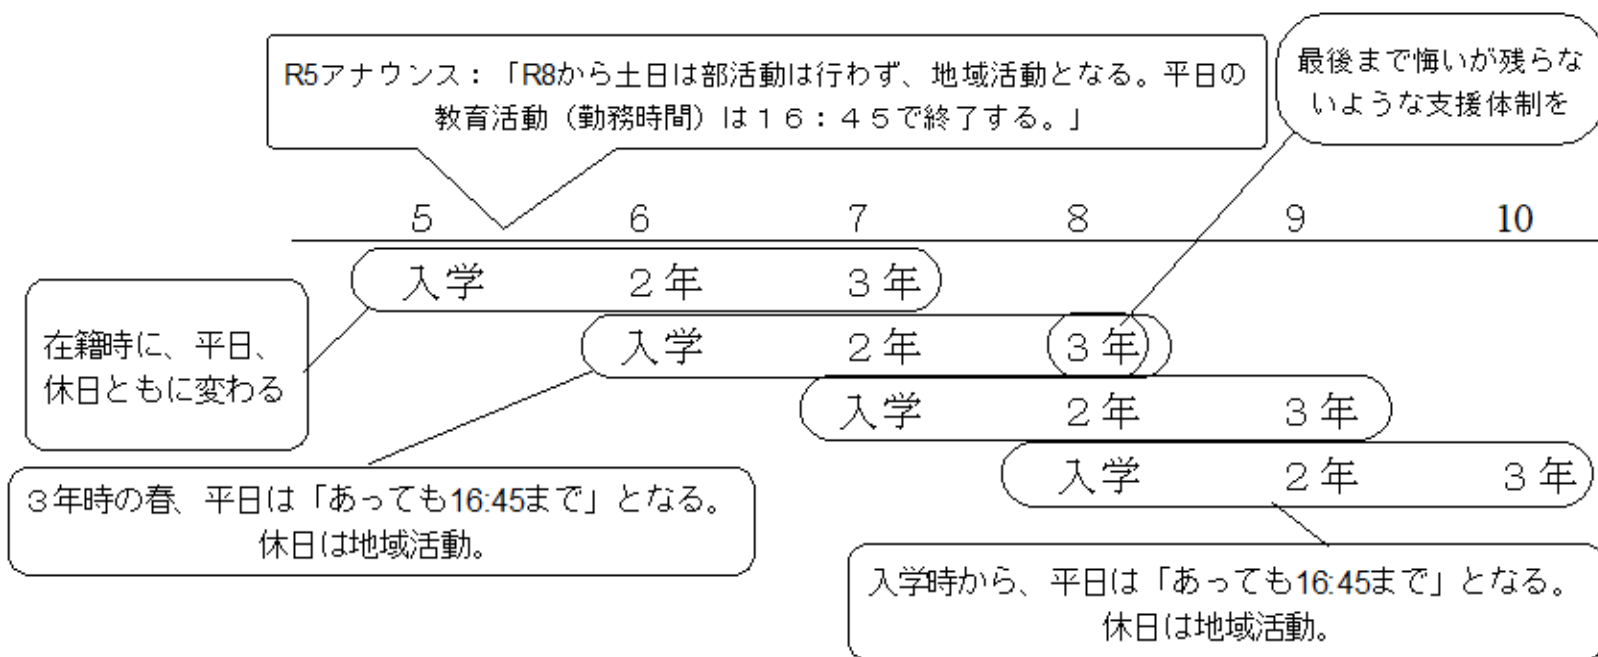 R5アナウンス：「R8から土日は部活動は行わず、地域活動となる。平日の
教育活動（勤務時間）は１６：４５で終了する。」
最後まで悔いが残らな
いような支援体制を
5 6 7 8 9 10
入学 ２年 ３年
在籍時に、平日、
休日ともに変わる
入学 ２年 ３年
入学 ２年 ３年
入学 ２年 ３年
３年時の春、平日は「あっても16:45まで」となる。
休日は地域活動。
入学時から、平日は「あっても16:45まで」となる。
休日は地域活動。